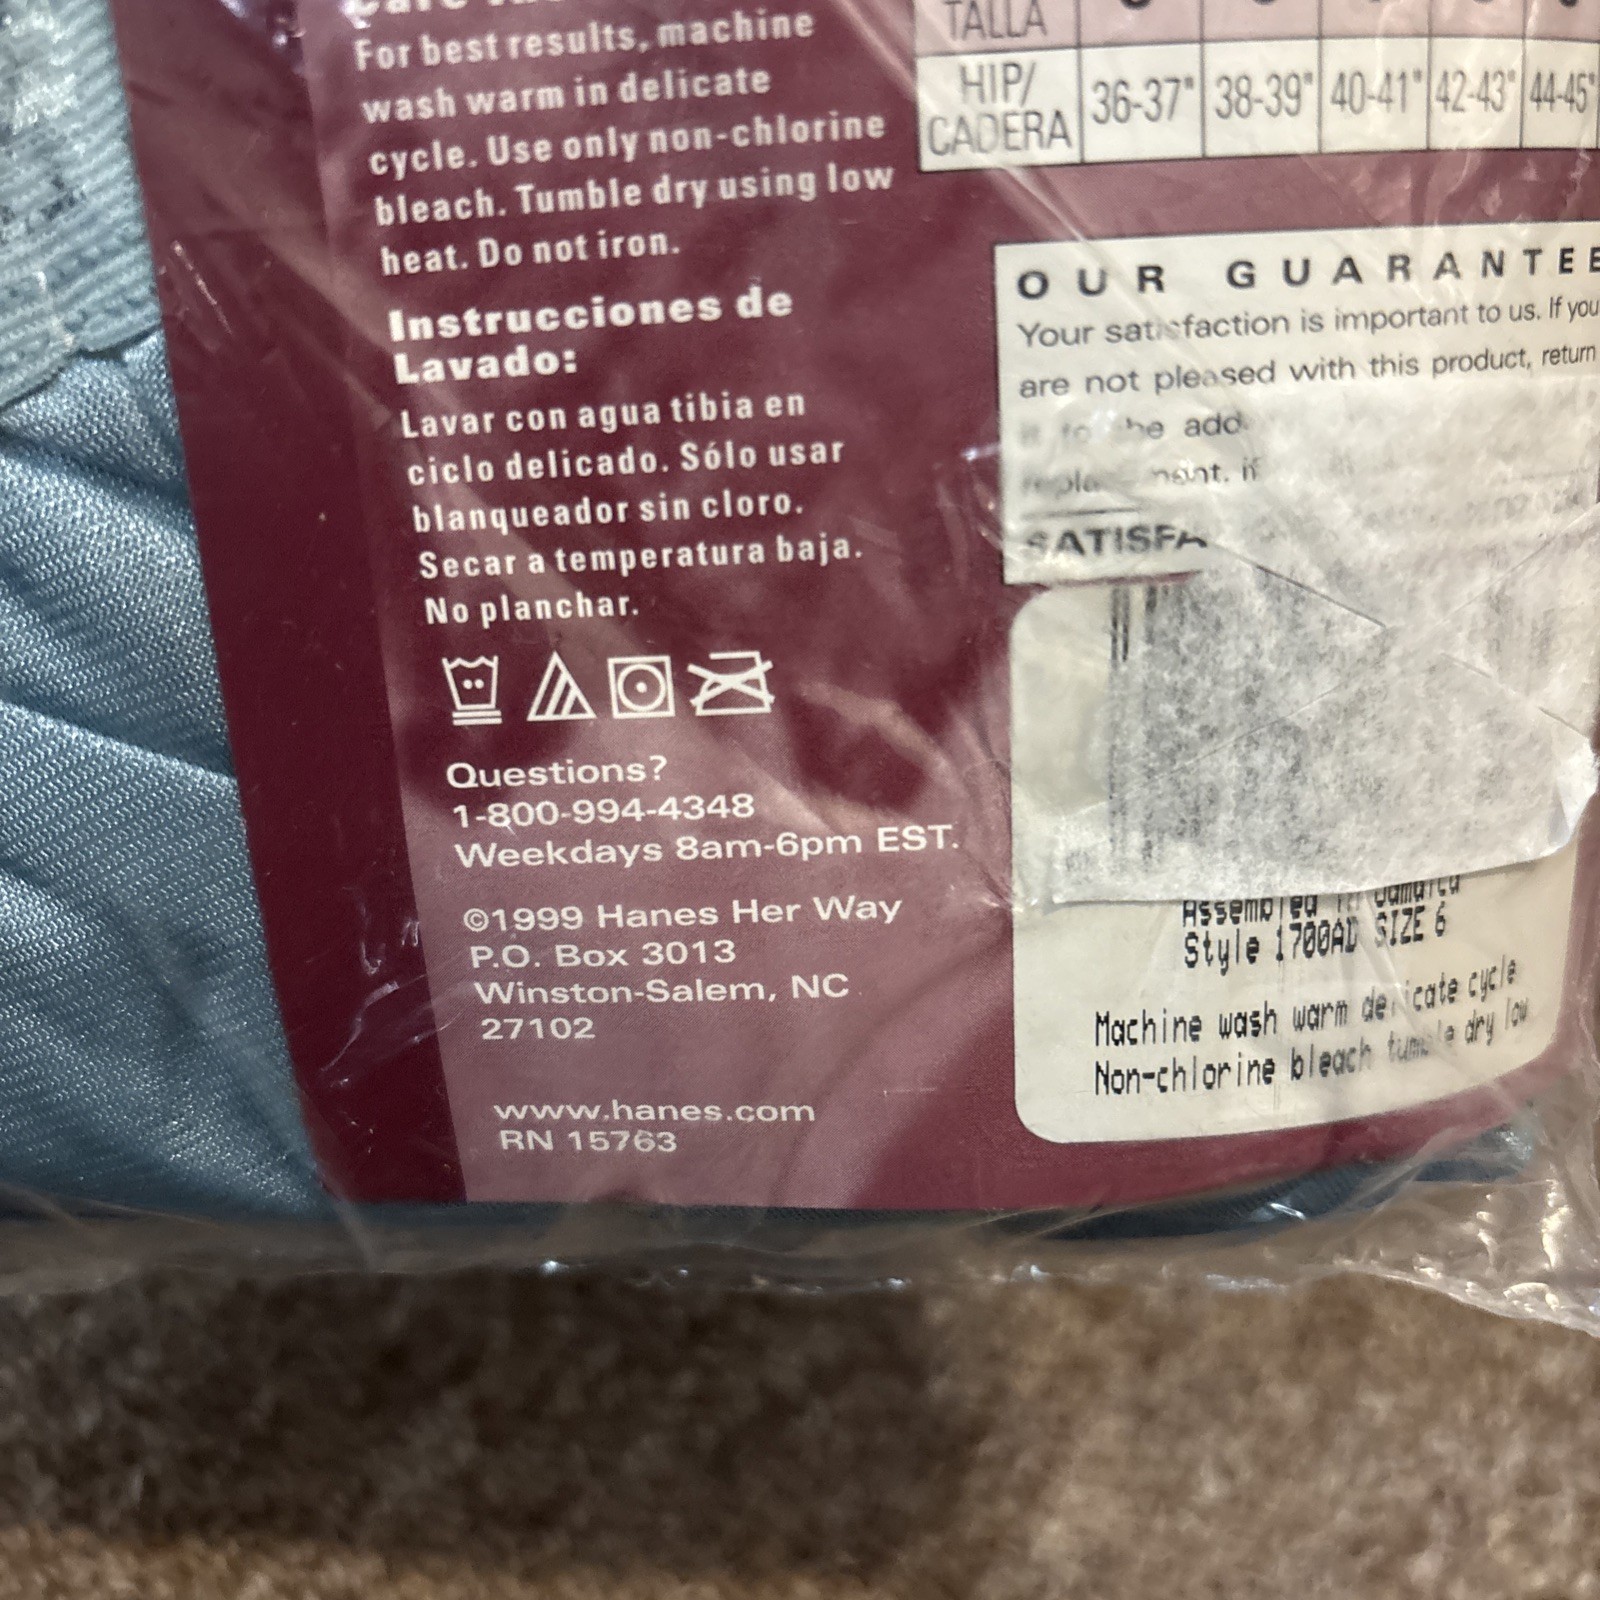 For best results, machine
wash warm in delicate
cycle. Use only non-chlorine
bleach. Tumble dry using low
heat. Do not iron.
Instrucciones de
Lavado:
Lavar con agua tibia en
ciclo delicado. Sólo usar
blanqueador sin cloro.
Secar a temperatura baja.
No planchar.
Questions?
1-800-994-4348
Weekdays 8am-6pm EST.
©1999 Hanes Her Way
P.O. Box 3013
Winston-Salem, NC
27102
www.hanes.com
RN 15763
TALLA
HIP/ 36-37" 38-39" 40-41" 42-43" 44-45"
CADERA
OUR GUARANTEE
Your satisfaction is important to us. If you
are not pleased with this product, return
if
Assembled in Jamaica
Style 1700AD SIZE 6
Machine wash warm delicate cycle
Non-chlorine bleach tumble dry low